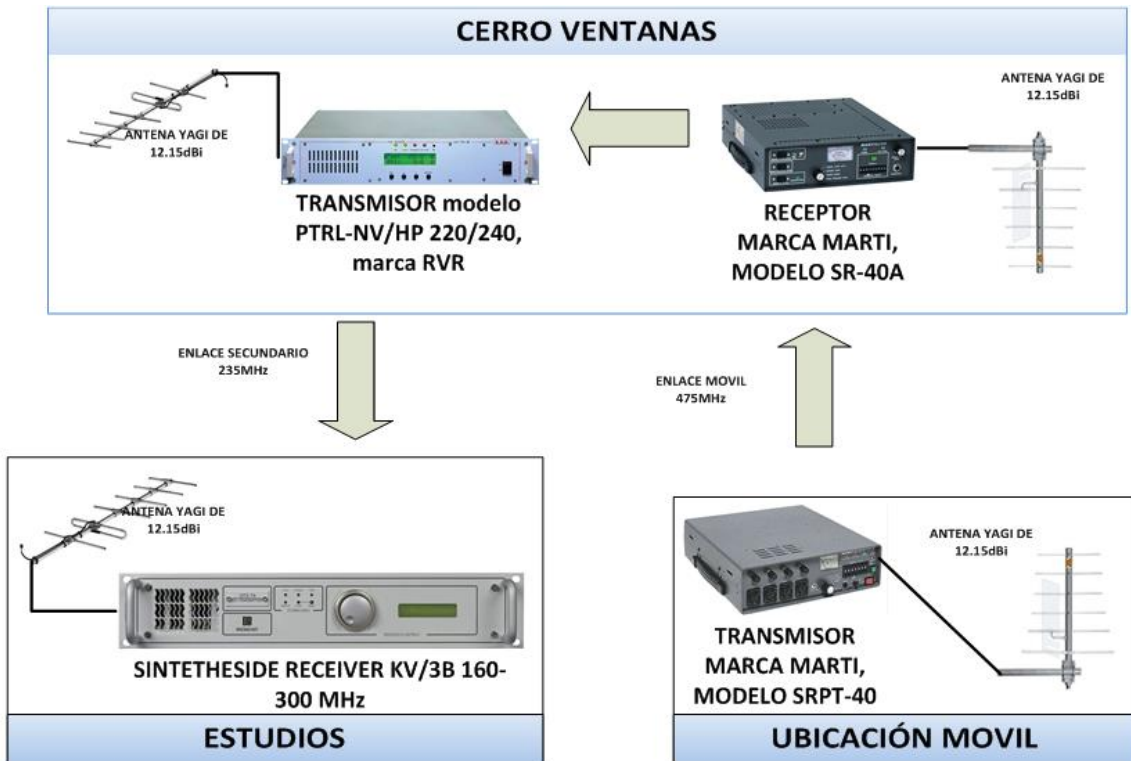 CERRO VENTANAS
ANTENA YAGI DE
12.15dBi
TRANSMISOR modelo
PTRL-NV/HP 220/240,
marca RVR
ANTENA YAGI DE
12.15dBi
RECEPTOR
MARCA MARTI,
MODELO SR-40A
ENLACE SECUNDARIO
235MHz
ENLACE MOVIL
475MHz
ANTENA YAGI DE
12.15dBi
SINTETHESIDE RECEIVER KV/3B 160-
300 MHz
ESTUDIOS
ANTENA YAGI DE
12.15dBi
TRANSMISOR
MARCA MARTI,
MODELO SRPT-40
UBICACIÓN MOVIL